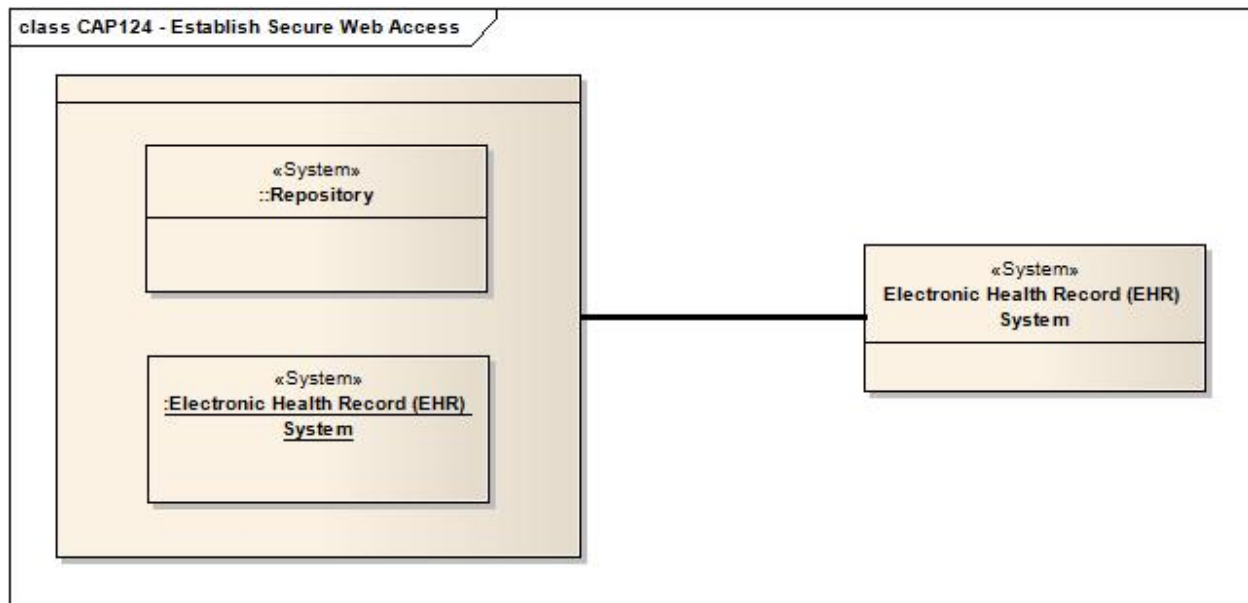 class CAP124 - Establish Secure Web Access
«System»
::Repository
«System»
:Electronic Health Record (EHR)
System
«System»
Electronic Health Record (EHR)
System